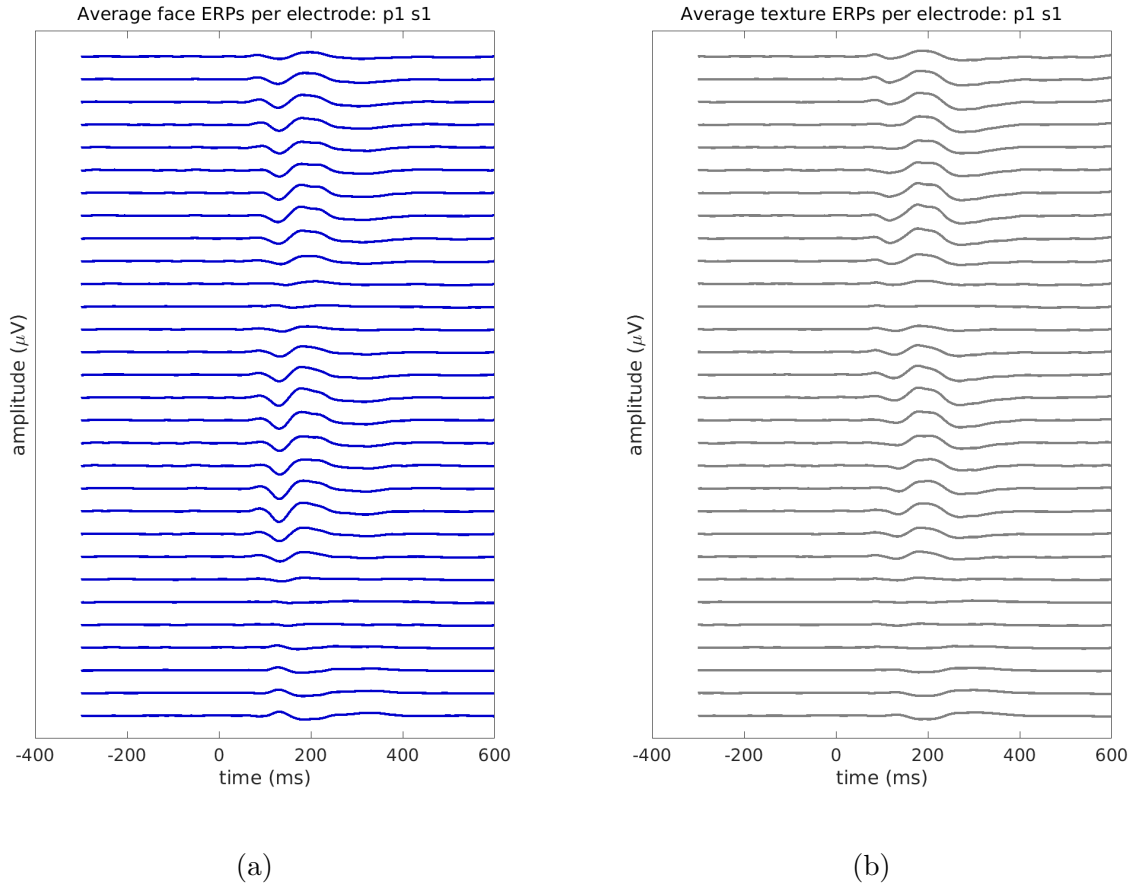 Average face ERPs per electrode: p1 s1
amplitude (μV)
-400 -200 0 200 400 600
time (ms)
(a)
Average texture ERPs per electrode: p1 s1
amplitude (μV)
-400 -200 0 200 400 600
time (ms)
(b)